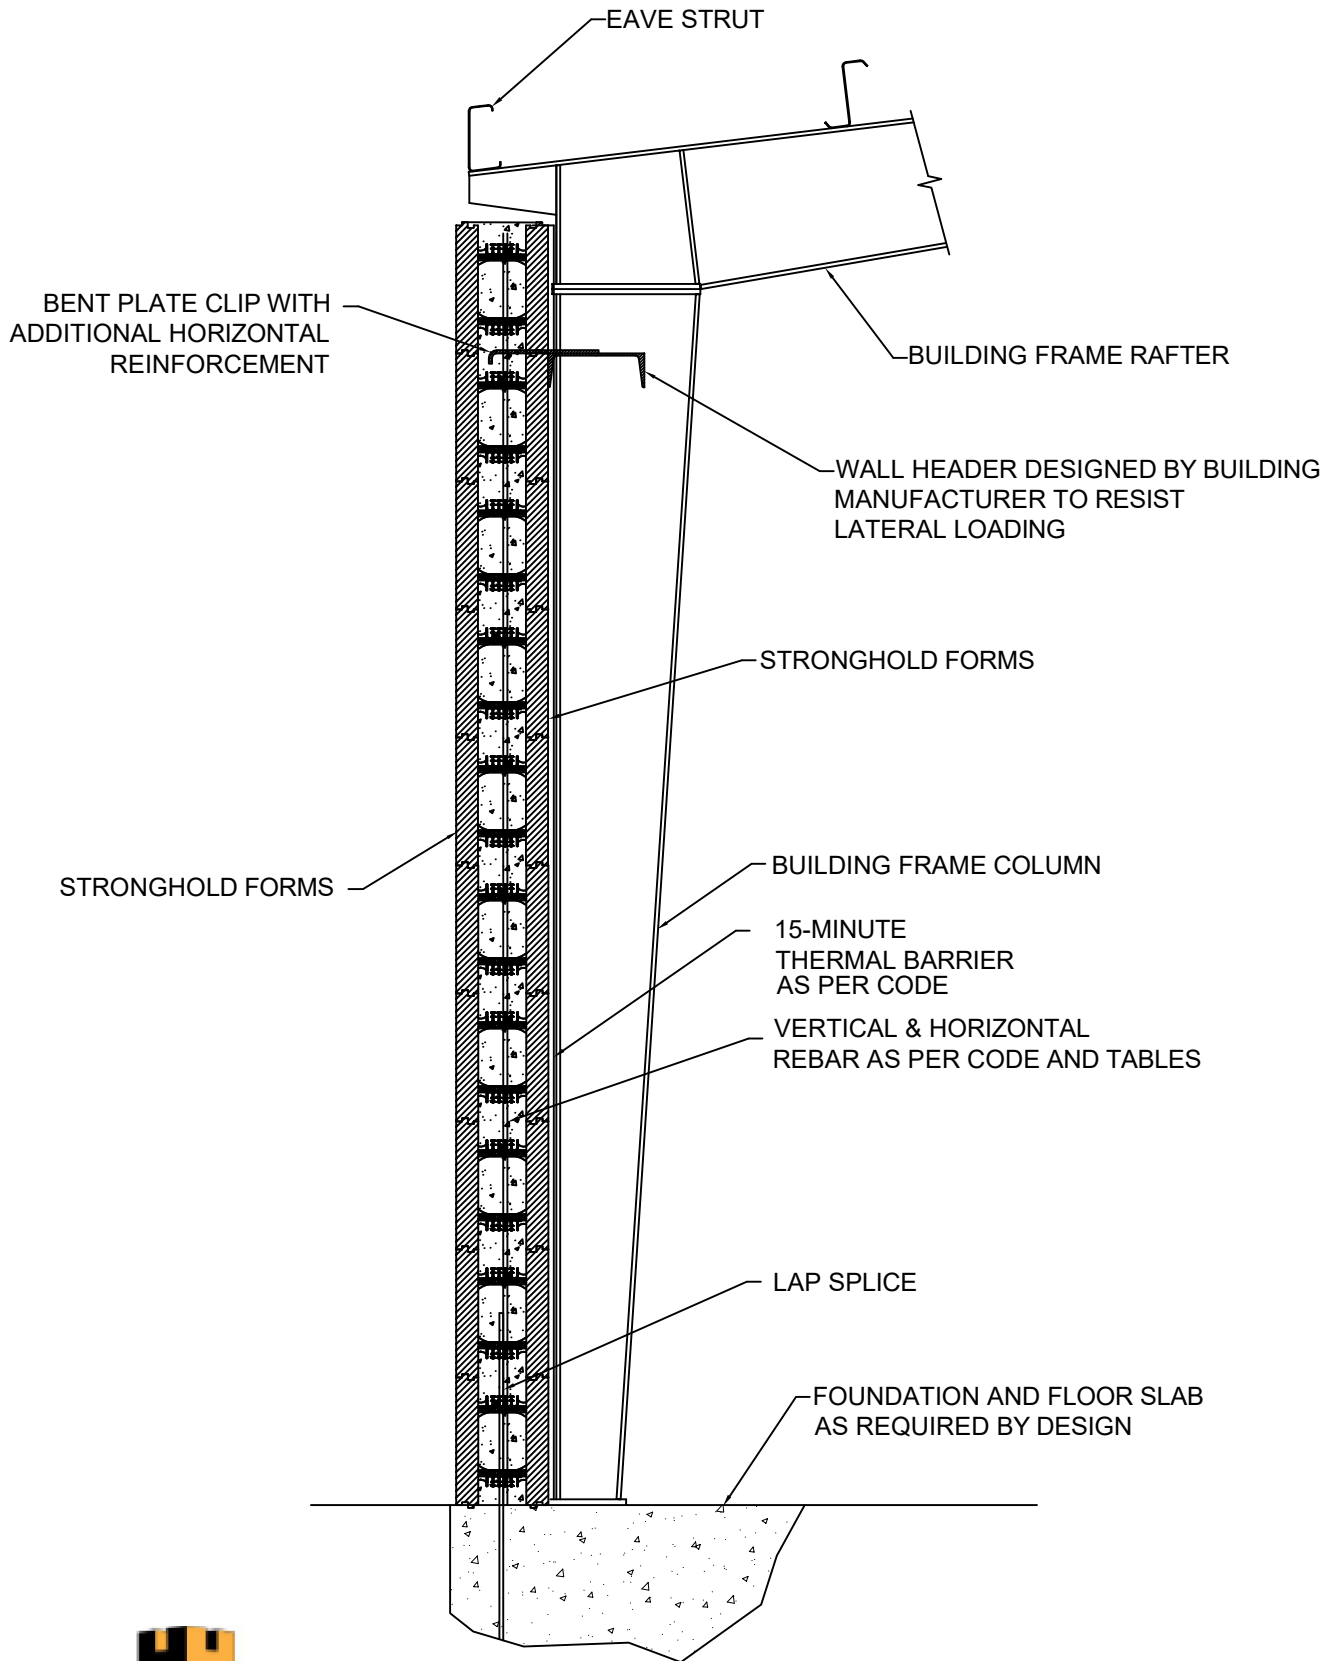 EAVE STRUT
BENT PLATE CLIP WITH
ADDITIONAL HORIZONTAL
REINFORCEMENT
BUILDING FRAME RAFTER
WALL HEADER DESIGNED BY BUILDING
MANUFACTURER TO RESIST
LATERAL LOADING
STRONGHOLD FORMS
STRONGHOLD FORMS
BUILDING FRAME COLUMN
15-MINUTE
THERMAL BARRIER
AS PER CODE
VERTICAL & HORIZONTAL
REBAR AS PER CODE AND TABLES
LAP SPLICE
FOUNDATION AND FLOOR SLAB
AS REQUIRED BY DESIGN